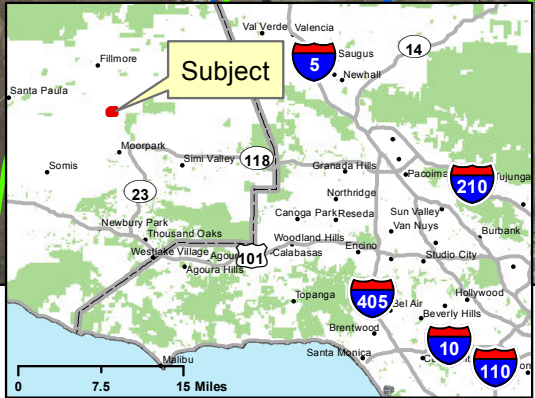 Val Verde
Valencia
14
5
Saugus
Fillmore
Subject
Newhall
Santa Paula
Moorpark
Simi Valley
118
Granada Hills
Pacoima
210
Tujunga
Somis
23
Northridge
Canoga Park
Reseda
Sun Valley
Van Nuys
Burbank
Newbury Park
Thousand Oaks
Woodland Hills
Encino
Studio City
Westlake Village
101
Calabasas
Agoura Hills
Topanga
405
Bel Air
Hollywood
Beverly Hills
Brentwood
10
Malibu
Santa Monica
110
0
7.5
15 Miles